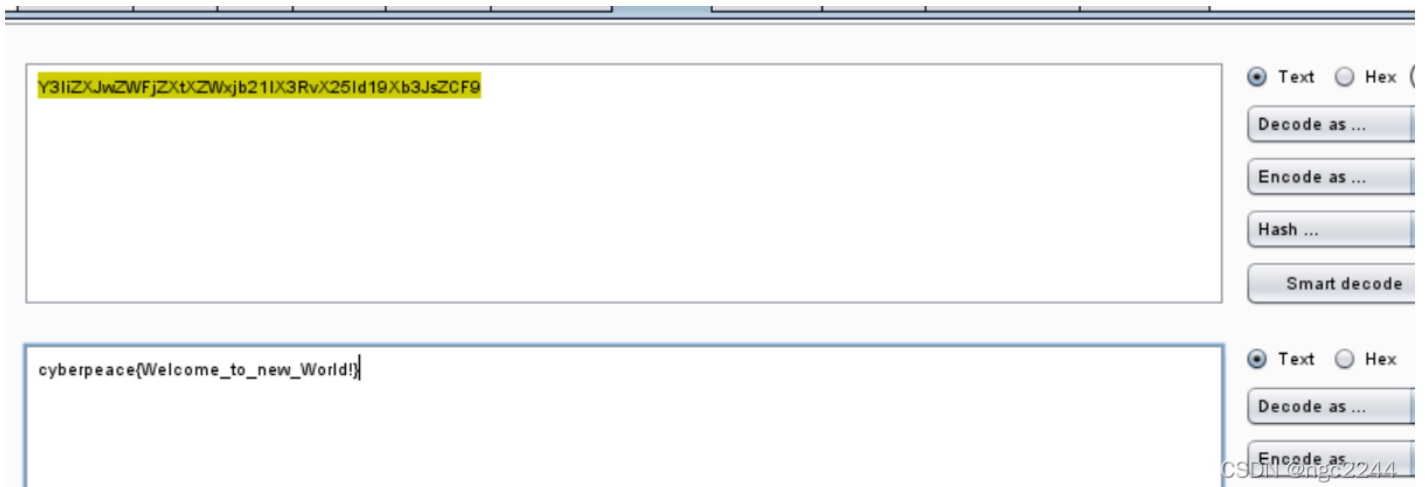 Y3liZXJwZWFjZXtXZWxjb21lX3RvX25ld19Xb3JsZCF9
Text Hex
Decode as ...
Encode as ...
Hash ...
Smart decode
cyberpeace{Welcome_to_new_World!}
Text Hex
Decode as ...
Encode as
CSDN @ngc2244